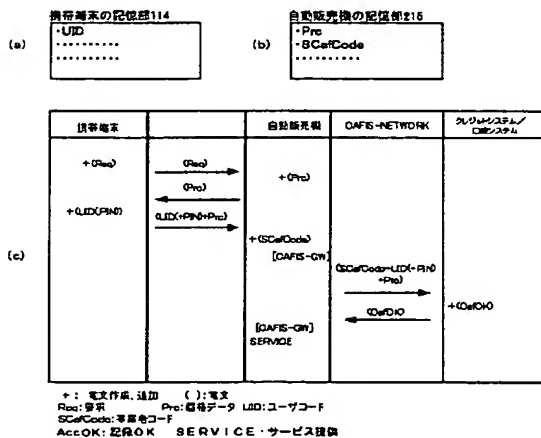 携帯端末の記憶部114
自動販売機の記憶部215
(a)
・UID
(b)
・Prc
・SCafCode
携帯端末
自動販売機
CAFIS-NETWORK
クレジットシステム/
口座システム
+(Req)
(Req)
(Prc)
+(Prc)
+(UID(PIN))
(UID(+PIN)+Prc)
(c)
+(SCafCode)
[CAFIS-GW]
(SCafCode+UID(+PIN)
+Prc)
(CafOK)
+(CafOK)
[CAFIS-GW]
SERVICE
+: 電文作成、追加 ( ):電文
Req:要求 Prc:価格データ UID:ユーザコード
SCafCode:事業者コード
AccOK:記録OK SERVICE・サービス提供